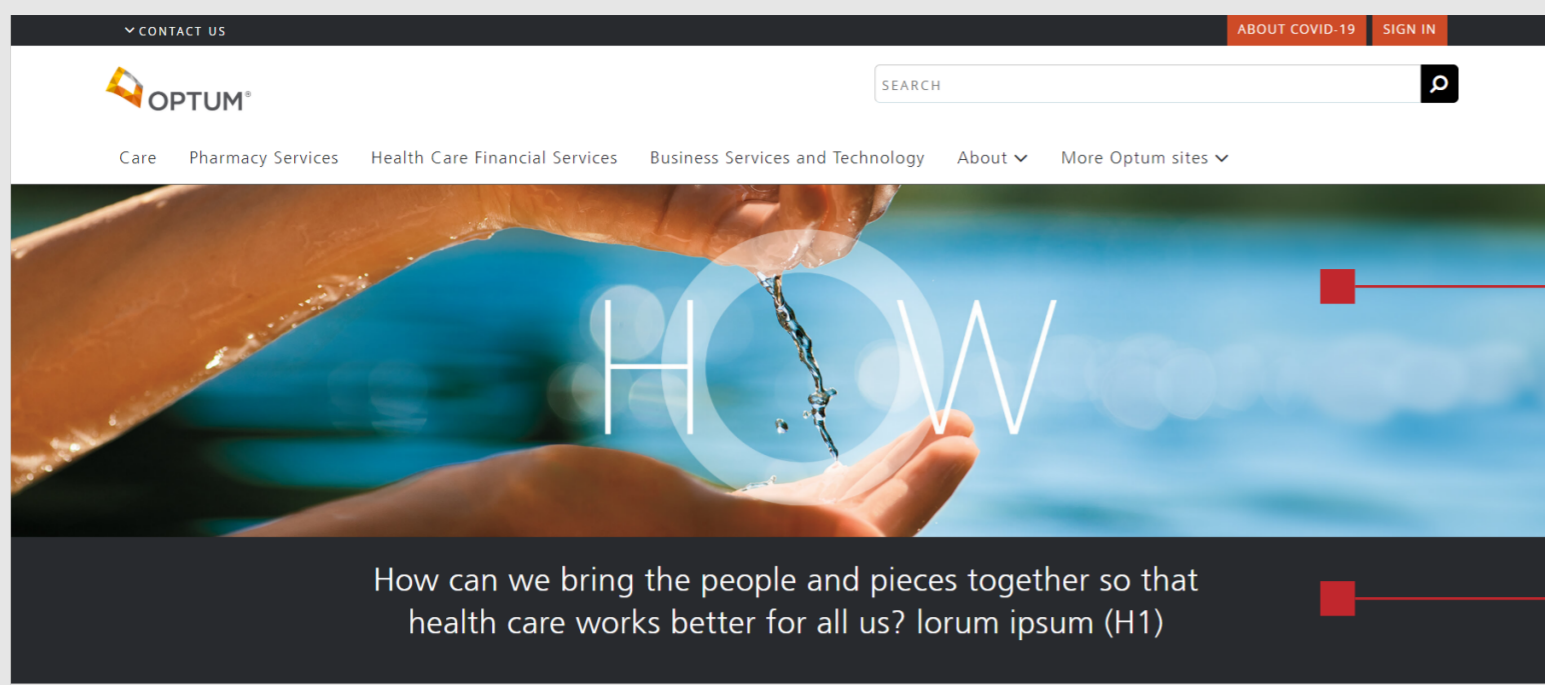 CONTACT US
ABOUT COVID-19 SIGN IN
OPTUM®
SEARCH
Care Pharmacy Services Health Care Financial Services Business Services and Technology About More Optum sites
HOW
How can we bring the people and pieces together so that
health care works better for all us? lorum ipsum (H1)